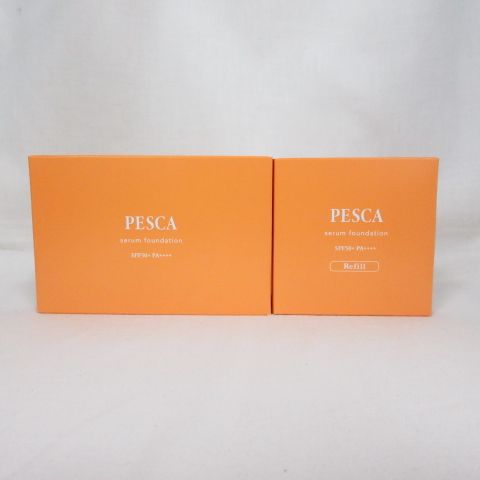 PESCA
serum foundation
SPF50+ PA++++
PESCA
serum foundation
SPF50+ PA++++
Refill